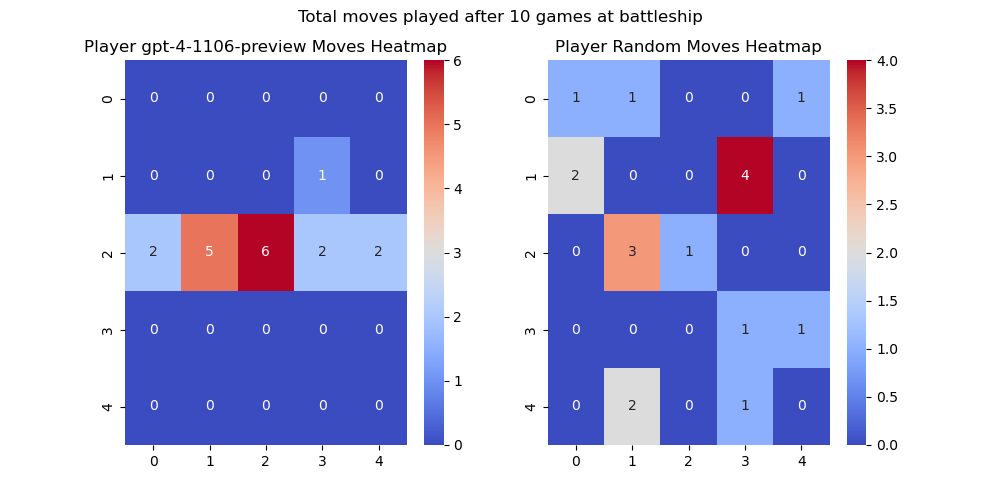 Total moves played after 10 games at battleship
Player gpt-4-1106-preview Moves Heatmap
0 0 0 0 0 0
1 0 0 0 1 0
2 2 5 6 2 2
3 0 0 0 0 0
4 0 0 0 0 0
0 1 2 3 4
6
5
4
3
2
1
0
Player Random Moves Heatmap
0 1 1 0 0 1
1 2 0 0 4 0
2 0 3 1 0 0
3 0 0 0 1 1
4 0 2 0 1 0
0 1 2 3 4
4.0
3.5
3.0
2.5
2.0
1.5
1.0
0.5
0.0